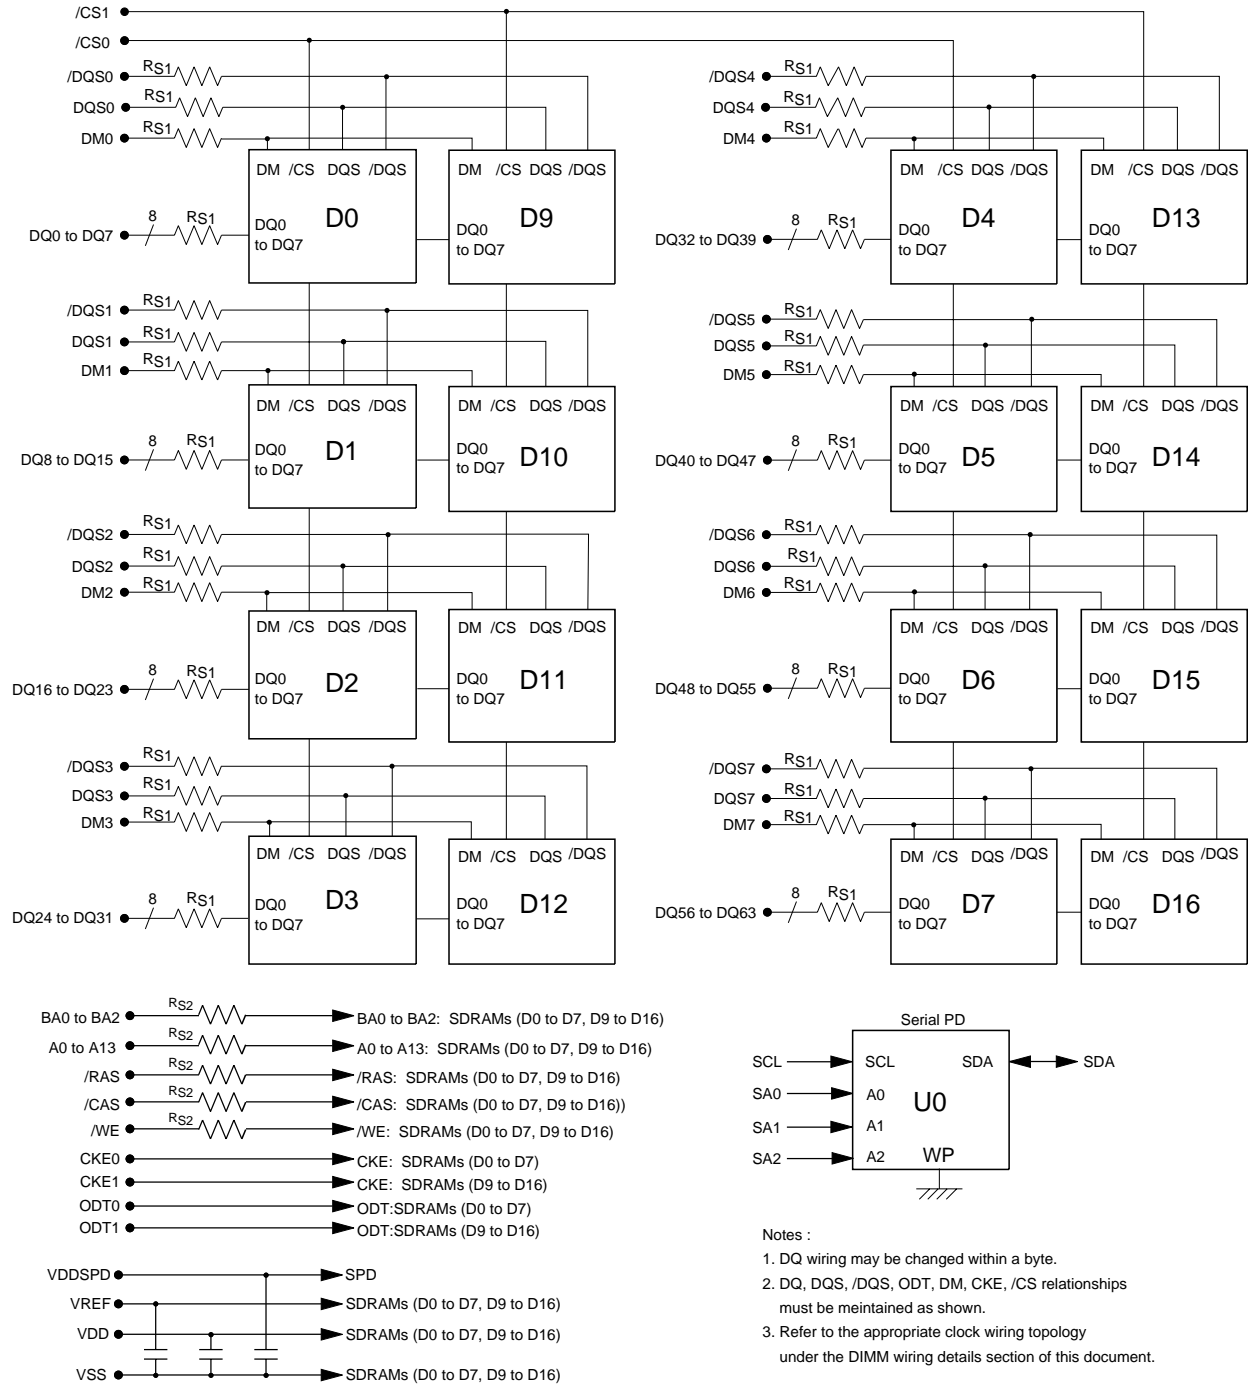 /CS1
/CS0
/DQS0 RS1
DQS0 RS1
DM0 RS1
DM /CS DQS /DQS
D0
DQ0 to DQ7 8 RS1
DQ0
to DQ7
DM /CS DQS /DQS
D9
DQ0
to DQ7
/DQS1 RS1
DQS1 RS1
DM1 RS1
DM /CS DQS /DQS
D1
DQ8 to DQ15 8 RS1
DQ0
to DQ7
DM /CS DQS /DQS
D10
DQ0
to DQ7
/DQS2 RS1
DQS2 RS1
DM2 RS1
DM /CS DQS /DQS
D2
DQ16 to DQ23 8 RS1
DQ0
to DQ7
DM /CS DQS /DQS
D11
DQ0
to DQ7
/DQS3 RS1
DQS3 RS1
DM3 RS1
DM /CS DQS /DQS
D3
DQ24 to DQ31 8 RS1
DQ0
to DQ7
DM /CS DQS /DQS
D12
DQ0
to DQ7
/DQS4 RS1
DQS4 RS1
DM4 RS1
DM /CS DQS /DQS
D4
DQ32 to DQ39 8 RS1
DQ0
to DQ7
DM /CS DQS /DQS
D13
DQ0
to DQ7
/DQS5 RS1
DQS5 RS1
DM5 RS1
DM /CS DQS /DQS
D5
DQ40 to DQ47 8 RS1
DQ0
to DQ7
DM /CS DQS /DQS
D14
DQ0
to DQ7
/DQS6 RS1
DQS6 RS1
DM6 RS1
DM /CS DQS /DQS
D6
DQ48 to DQ55 8 RS1
DQ0
to DQ7
DM /CS DQS /DQS
D15
DQ0
to DQ7
/DQS7 RS1
DQS7 RS1
DM7 RS1
DM /CS DQS /DQS
D7
DQ56 to DQ63 8 RS1
DQ0
to DQ7
DM /CS DQS /DQS
D16
DQ0
to DQ7
BA0 to BA2 RS2 BA0 to BA2: SDRAMs (D0 to D7, D9 to D16)
A0 to A13 RS2 A0 to A13: SDRAMs (D0 to D7, D9 to D16)
/RAS RS2 /RAS: SDRAMs (D0 to D7, D9 to D16)
/CAS RS2 /CAS: SDRAMs (D0 to D7, D9 to D16))
/WE RS2 /WE: SDRAMs (D0 to D7, D9 to D16)
CKE0 CKE: SDRAMs (D0 to D7)
CKE1 CKE: SDRAMs (D9 to D16)
ODT0 ODT:SDRAMs (D0 to D7)
ODT1 ODT:SDRAMs (D9 to D16)
VDDSPD SPD
VREF SDRAMs (D0 to D7, D9 to D16)
VDD SDRAMs (D0 to D7, D9 to D16)
VSS SDRAMs (D0 to D7, D9 to D16)
Serial PD
SCL SCL SDA SDA
SA0 A0 U0
SA1 A1
SA2 A2 WP
Notes :
1. DQ wiring may be changed within a byte.
2. DQ, DQS, /DQS, ODT, DM, CKE, /CS relationships
must be meintained as shown.
3. Refer to the appropriate clock wiring topology
under the DIMM wiring details section of this document.